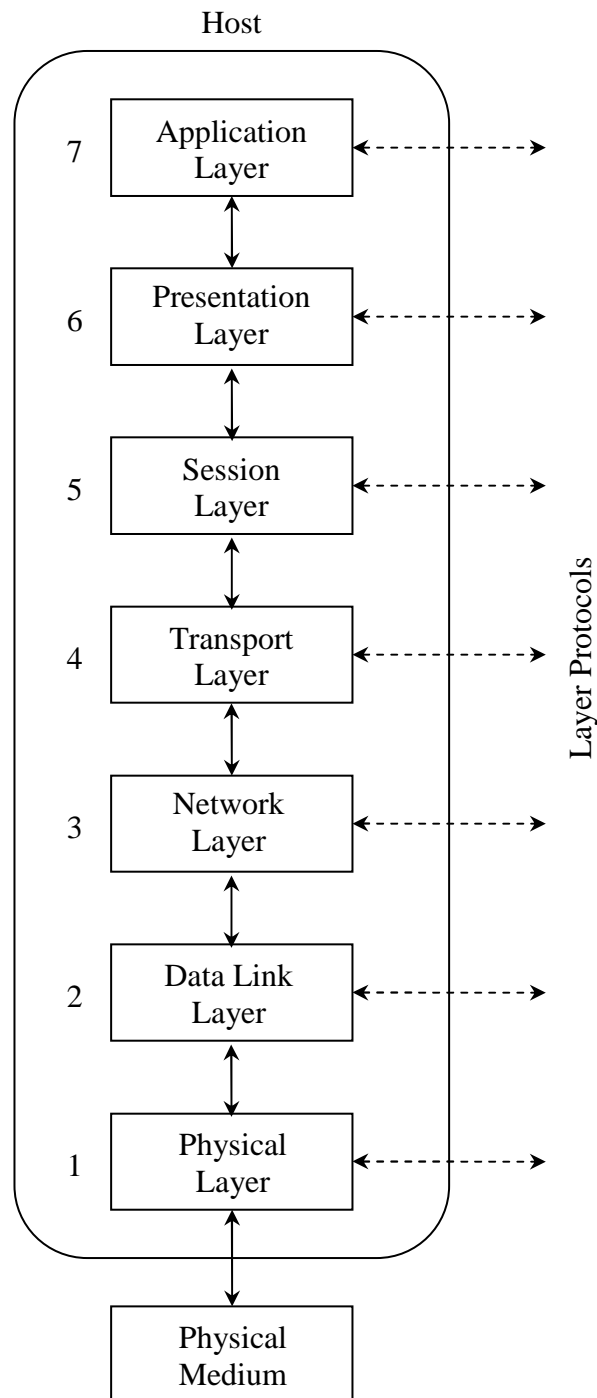 Host
7
Application
Layer
6
Presentation
Layer
5
Session
Layer
4
Transport
Layer
3
Network
Layer
2
Data Link
Layer
1
Physical
Layer
Physical
Medium
Layer Protocols